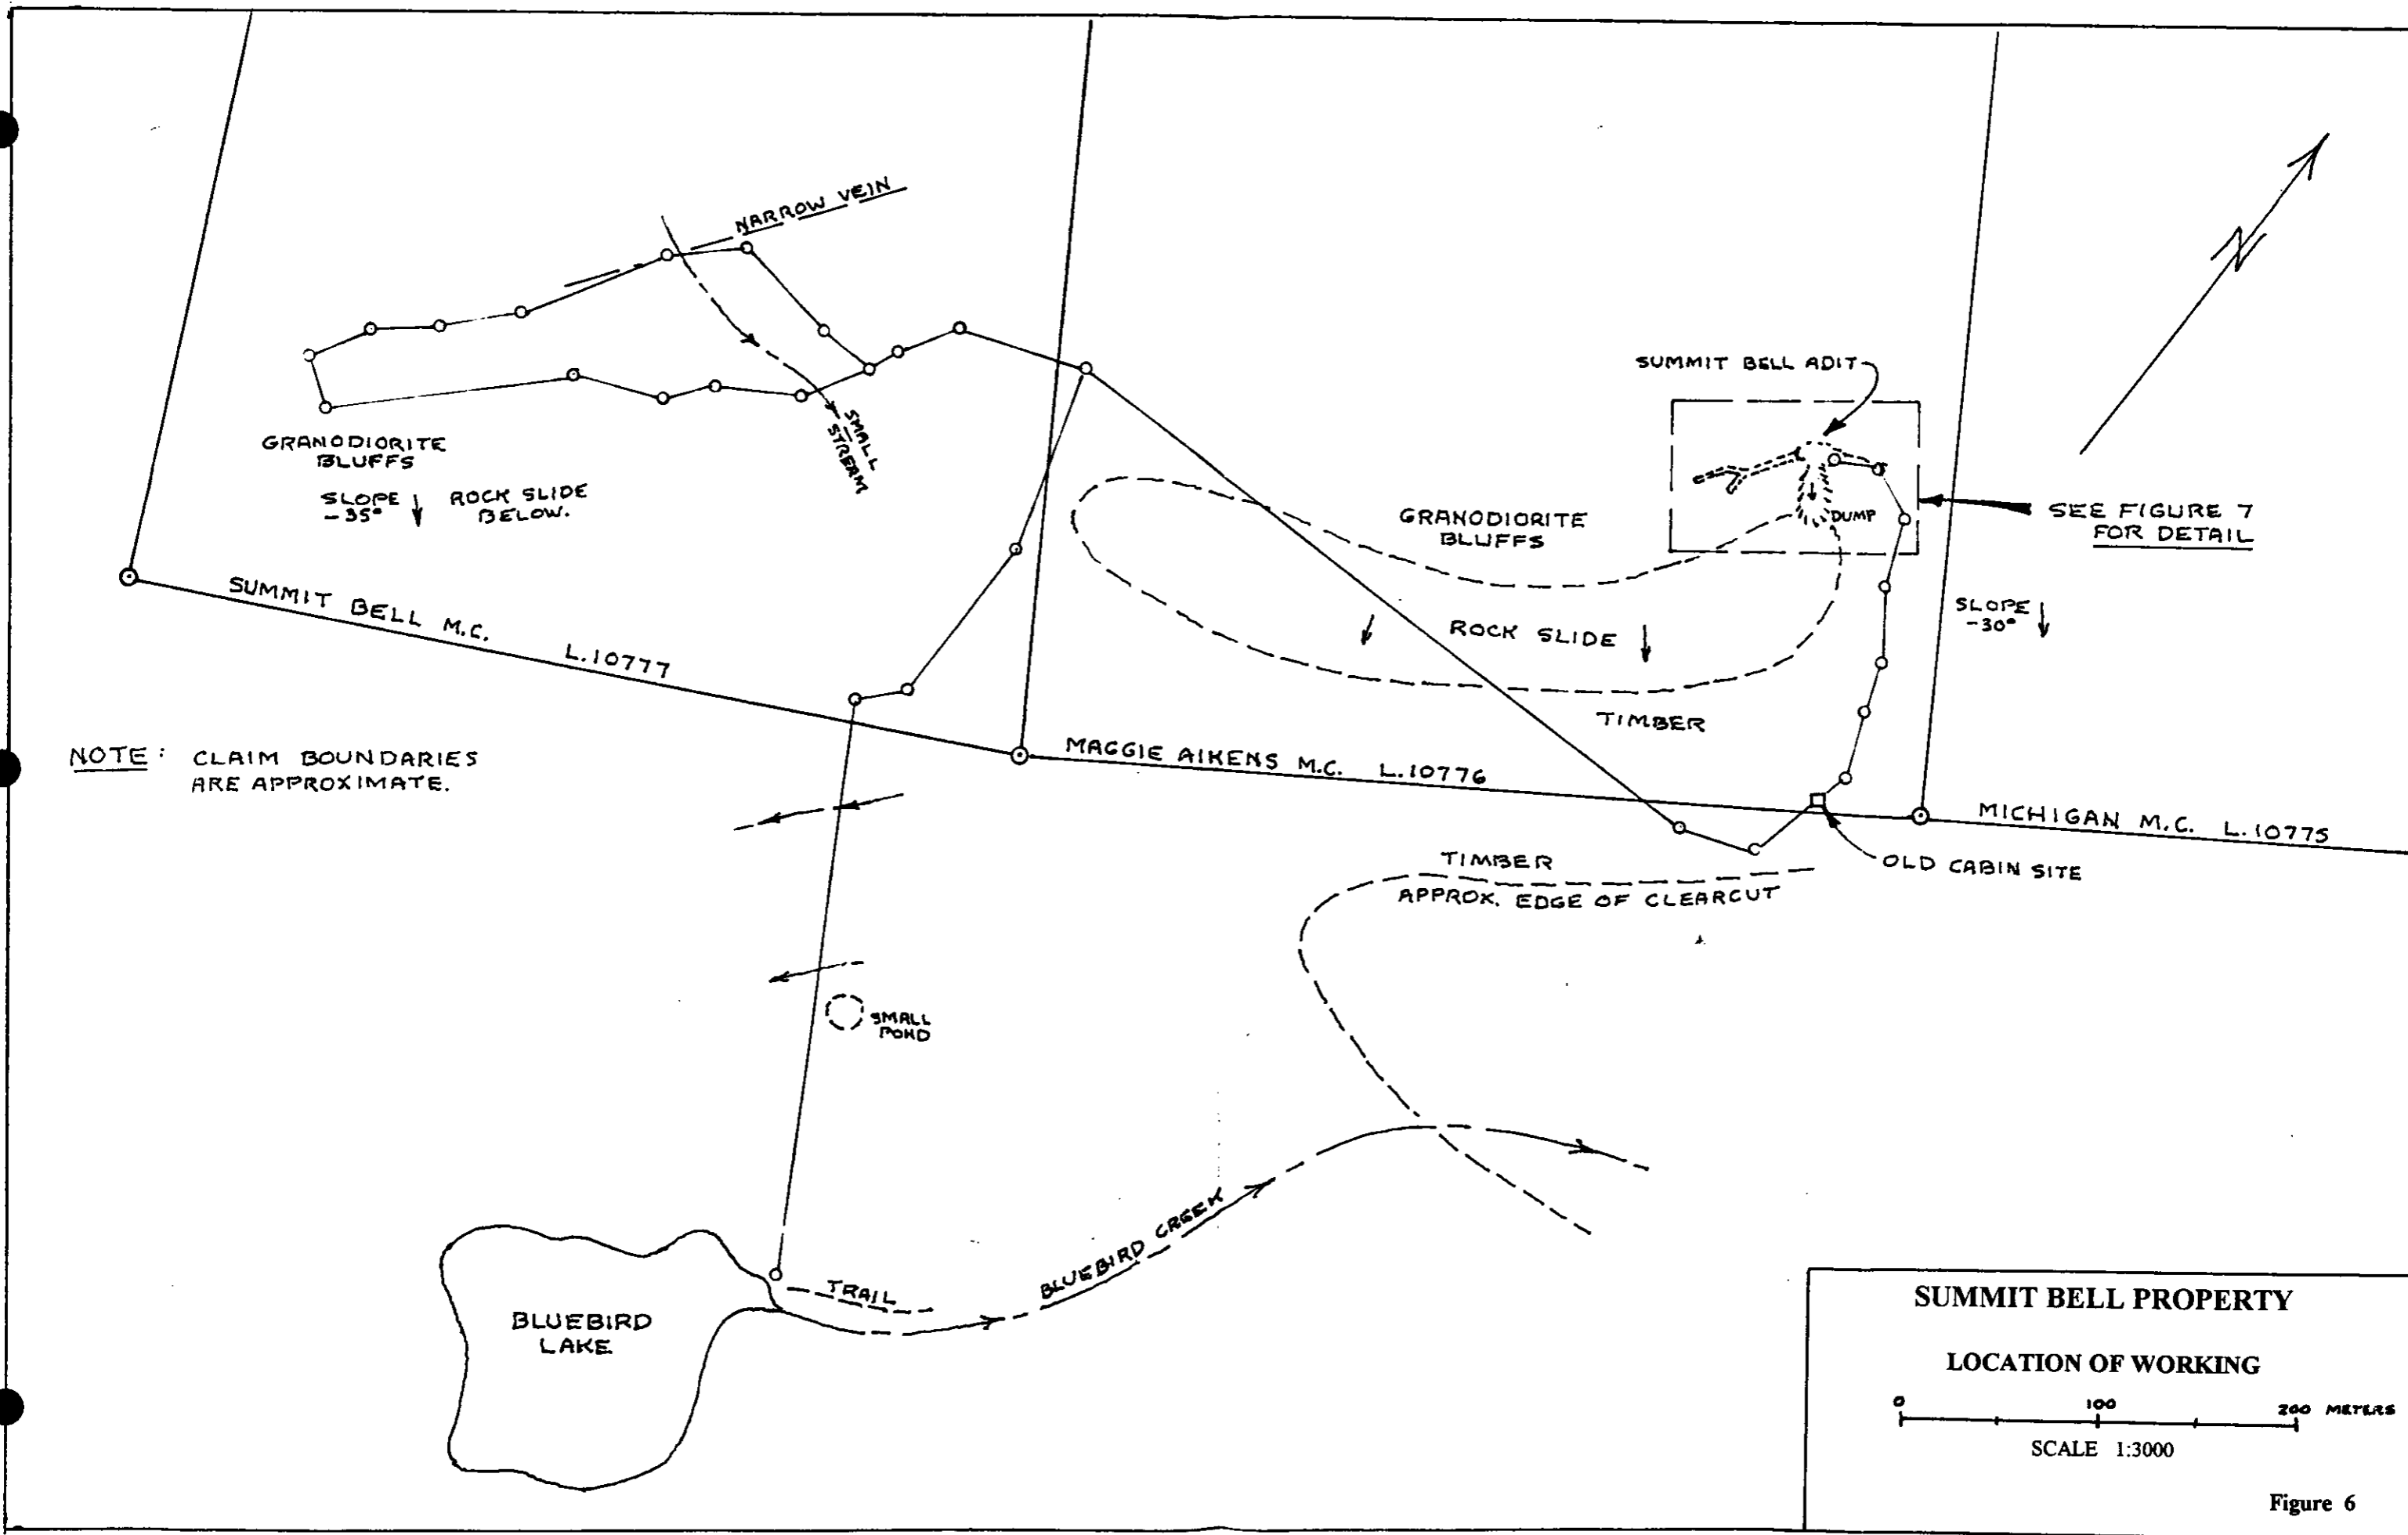 NARROW VEIN
SUMMIT BELL ADIT
SMALL
STREAM
GRANODIORITE
BLUFFS
SLOPE
-35°
ROCK SLIDE
BELOW.
GRANODIORITE
BLUFFS
DUMP
SEE FIGURE 7
FOR DETAIL
N
SUMMIT BELL M.C. L.10777
ROCK SLIDE
SLOPE
-30°
TIMBER
NOTE: CLAIM BOUNDARIES
ARE APPROXIMATE.
MAGGIE AIKENS M.C. L.10776
MICHIGAN M.C. L.10775
OLD CABIN SITE
TIMBER
APPROX. EDGE OF CLEARCUT
SMALL
POND
BLUEBIRD CREEK
TRAIL
BLUEBIRD
LAKE
SUMMIT BELL PROPERTY
LOCATION OF WORKING
0 100 200 METERS
SCALE 1:3000
Figure 6